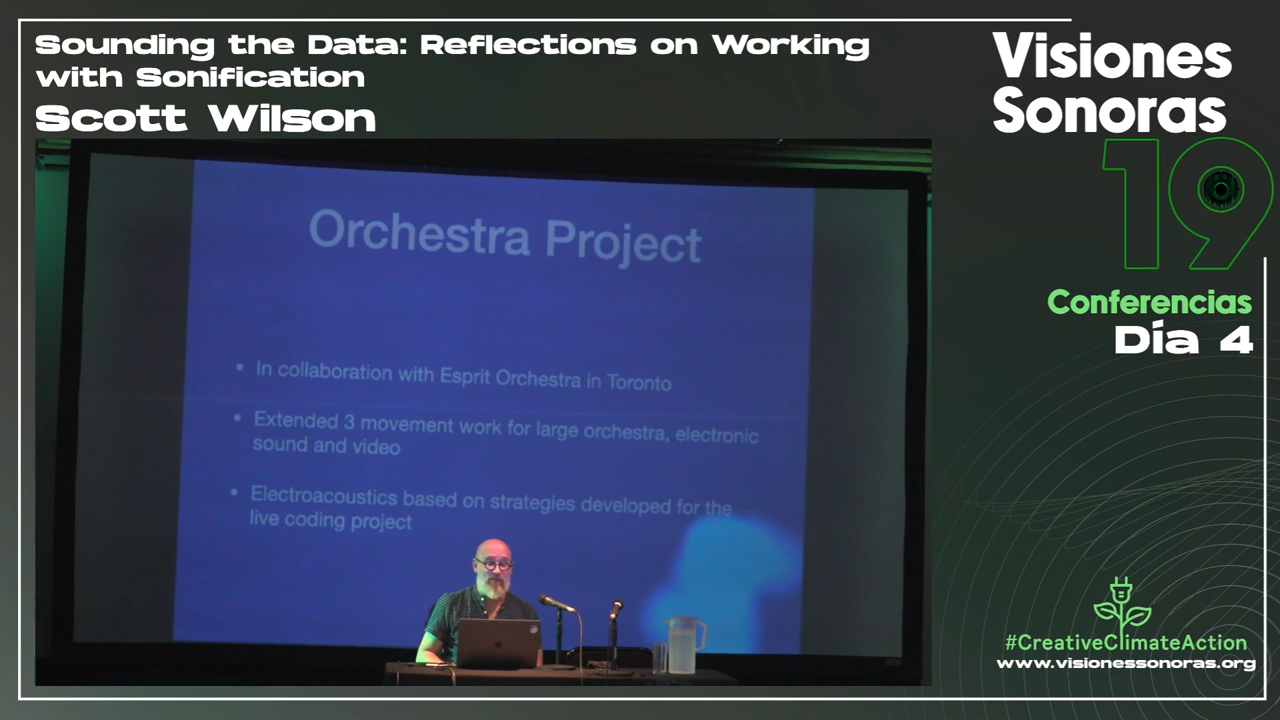 Sounding the Data: Reflections on Working
with Sonification
Scott Wilson
Visiones
Sonoras
19
Conferencias
Día 4
Orchestra Project
• In collaboration with Esprit Orchestra in Toronto
• Extended 3 movement work for large orchestra, electronic
sound and video
• Electroacoustics based on strategies developed for the
live coding project
#CreativeClimateAction
www.visionessonoras.org